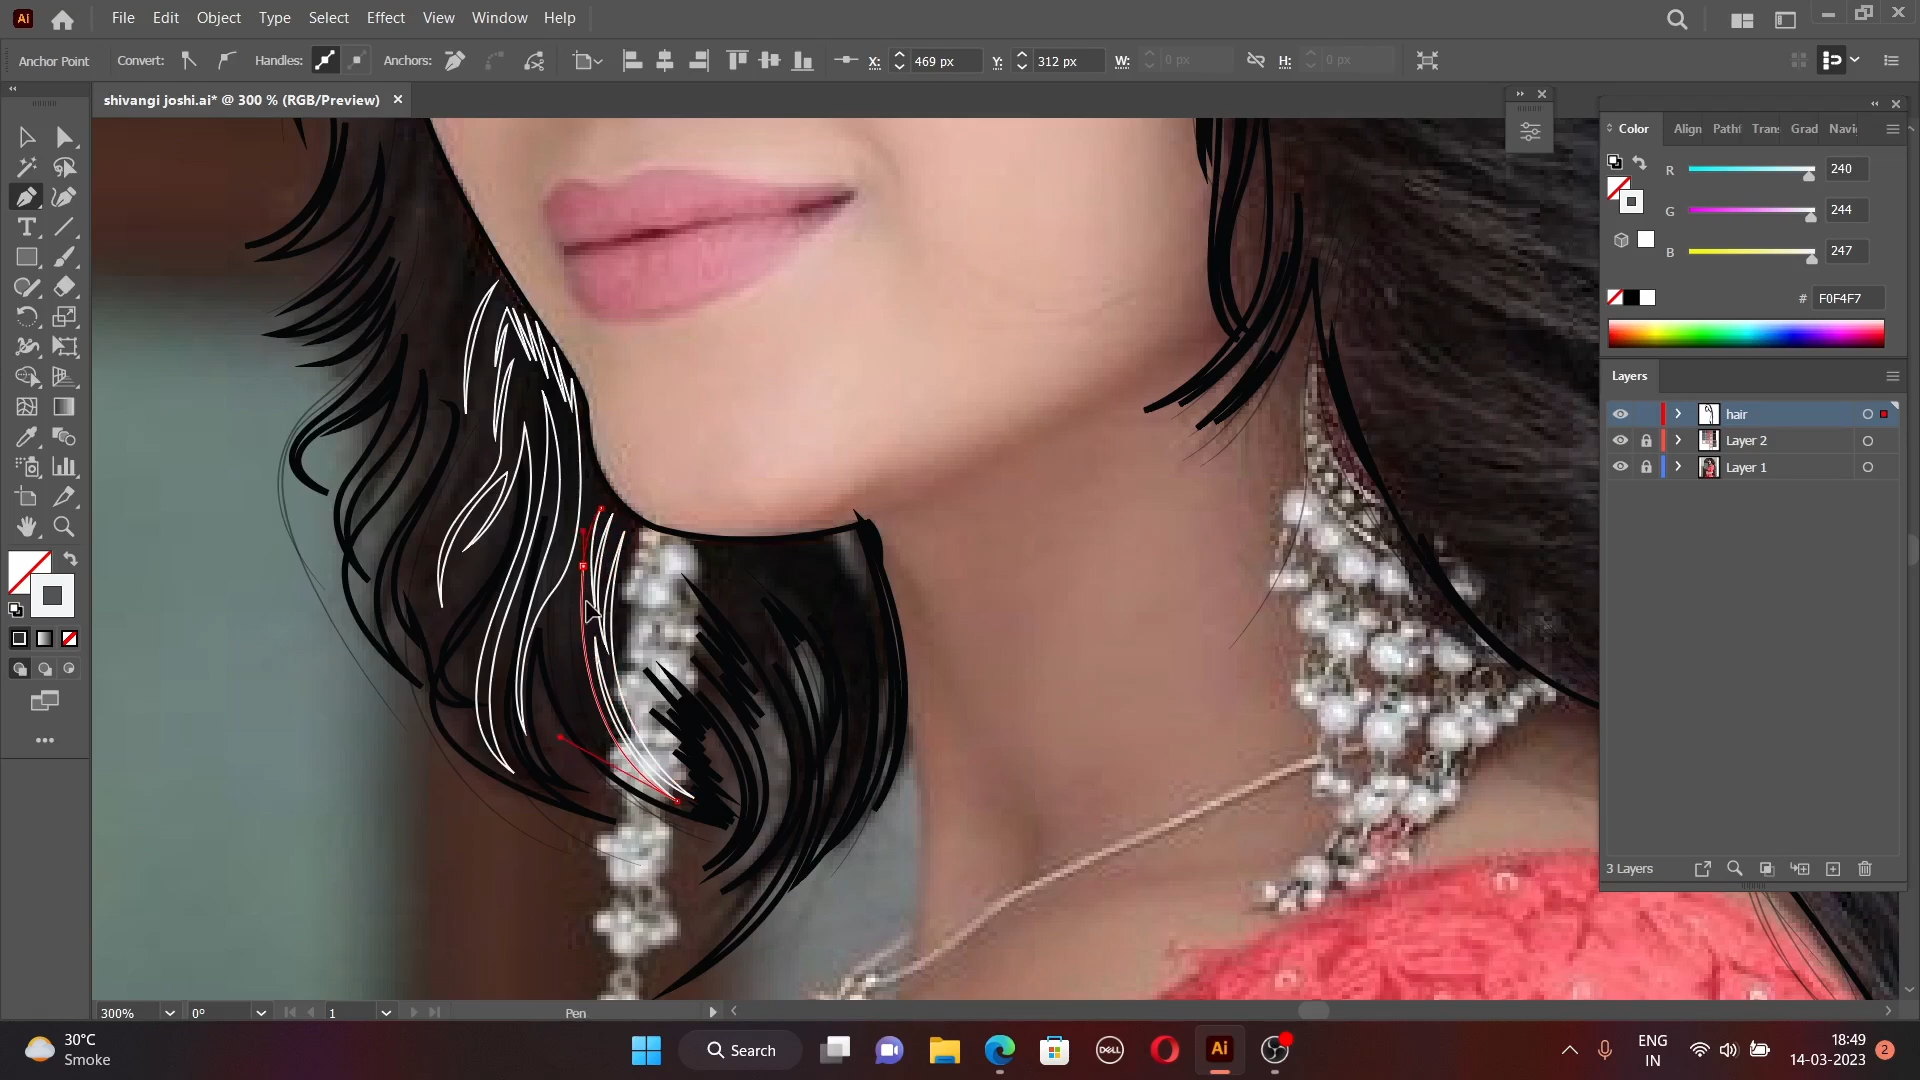 Ai File Edit Object Type Select Effect View Window Help
Anchor Point Convert: Handles: Anchors: X: 469 px Y: 312 px W: 0 px H: 0 px
shivangi joshi.ai* @ 300 % (RGB/Preview)
Color Align Pathf Trans Grad Navi
R 240
G 244
B 247
# F0F4F7
Layers
hair
Layer 2
Layer 1
3 Layers
300% 0° 1 Pen
30°C
Smoke
Search
DELL
Ai
ENG
IN
18:49
14-03-2023
2